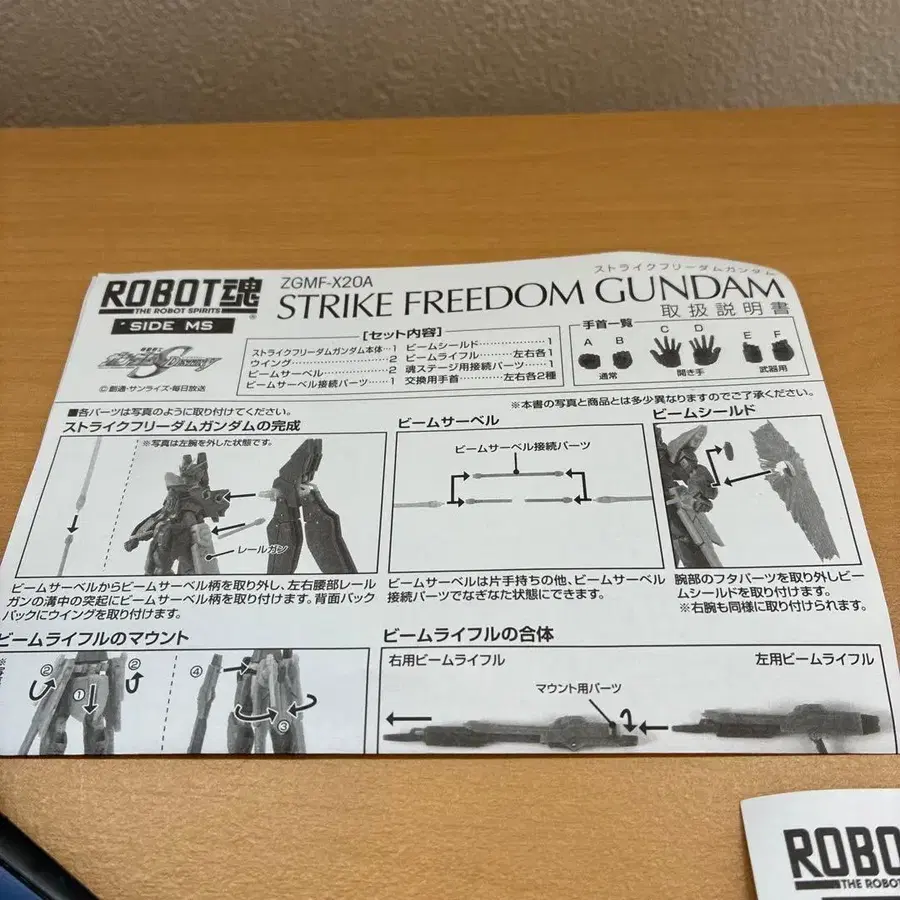 ROBOT魂
THE ROBOT SPIRITS
SIDE MS
®
ZGMF-X20A
ストライクフリーダムガンダム
STRIKE FREEDOM GUNDAM
取扱説明書
DESTINY
©創通・サンライズ・毎日放送
[セット内容]
ストライクフリーダムガンダム本体…1
ウイング……2
ビームサーベル……2
ビームサーベル接続パーツ……1
ビームシールド……1
ビームライフル……左右各1
魂ステージ用接続パーツ…1
交換用手首……左右各2種
手首一覧
A B C D E F
通常 開き手 武器用
※本書の写真と商品とは多少異なりますのでご了承ください。
■各パーツは写真のように取り付けてください。
ストライクフリーダムガンダムの完成
※写真は左腕を外した状態です。
レールガン
ビームサーベルからビームサーベル柄を取り外し、左右腰部レール
ガンの溝中の突起にビームサーベル柄を取り付けます。背面バック
パックにウイングを取り付けます。
ビームサーベル
ビームサーベル接続パーツ
ビームサーベルは片手持ちの他、ビームサーベル
接続パーツでなぎなた状態にできます。
ビームシールド
腕部のフタパーツを取り外しビー
ムシールドを取り付けます。
※右腕も同様に取り付けられます。
ビームライフルのマウント
② ② ① ④ ③
ビームライフルの合体
右用ビームライフル
左用ビームライフル
マウント用パーツ
ROBO
THE ROBOT